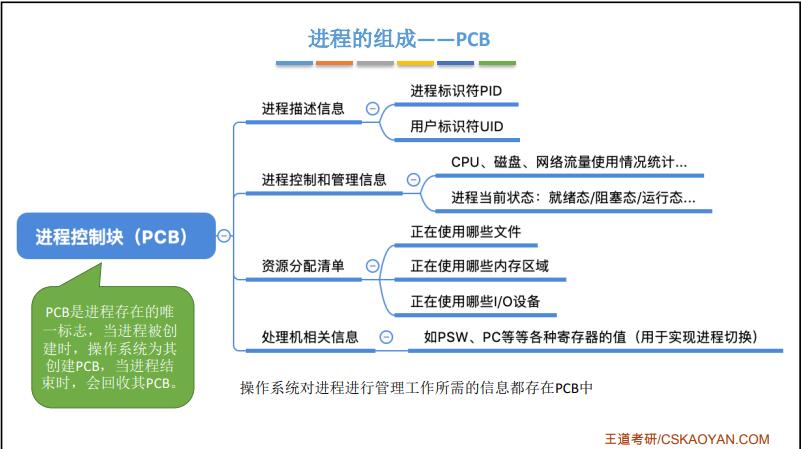 进程的组成——PCB
进程描述信息
进程标识符PID
用户标识符UID
进程控制和管理信息
CPU、磁盘、网络流量使用情况统计...
进程当前状态：就绪态/阻塞态/运行态...
进程控制块（PCB）
资源分配清单
正在使用哪些文件
正在使用哪些内存区域
正在使用哪些I/O设备
处理机相关信息
如PSW、PC等等各种寄存器的值（用于实现进程切换）
PCB是进程存在的唯
一标志，当进程被创
建时，操作系统为其
创建PCB，当进程结
束时，会回收其PCB。
操作系统对进程进行管理工作所需的信息都存在PCB中
王道考研/CSKAOYAN.COM